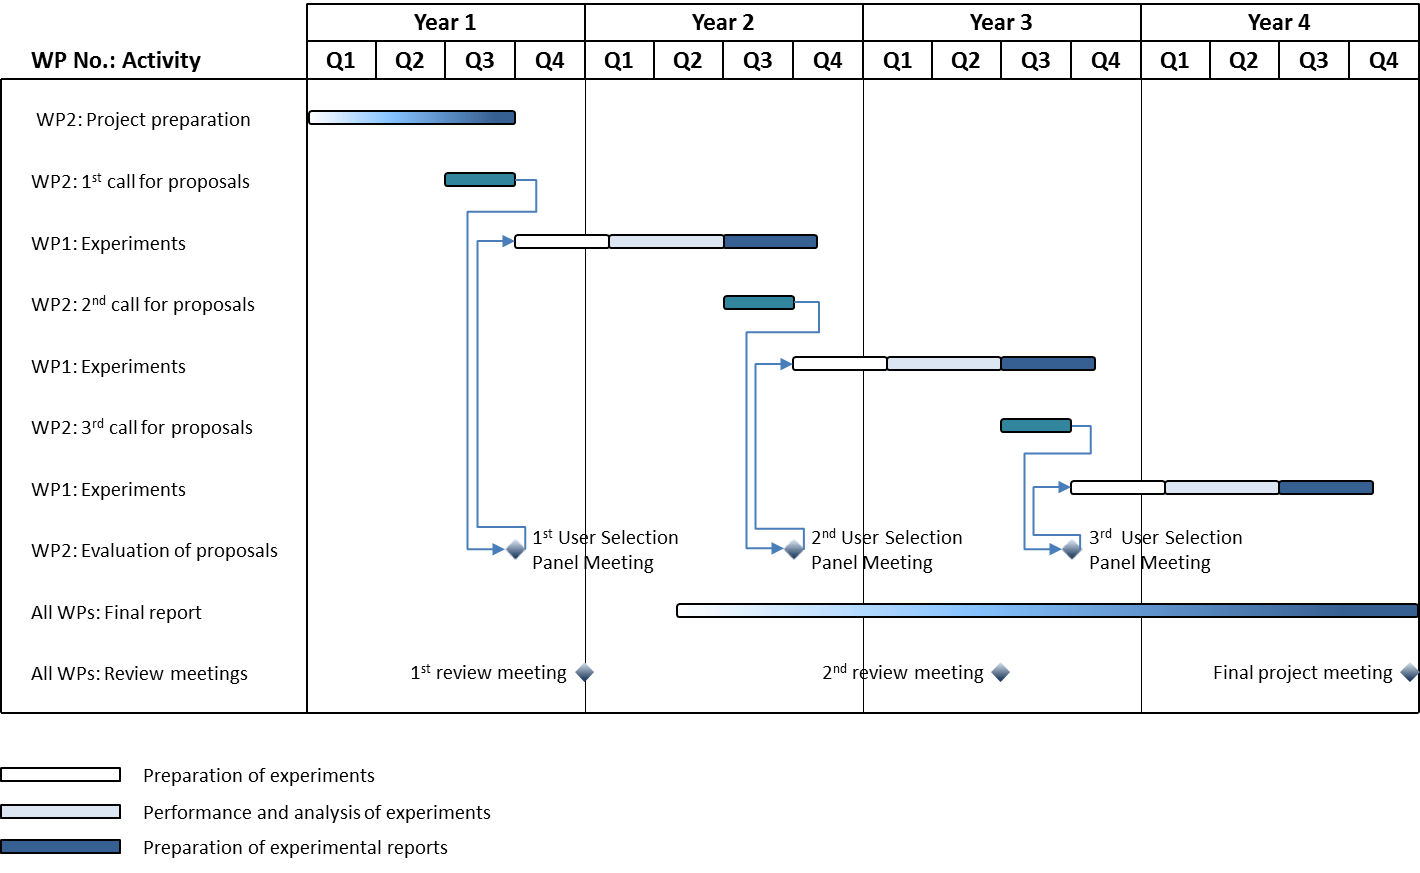 Year 1 Year 2 Year 3 Year 4
WP No.: Activity Q1 Q2 Q3 Q4 Q1 Q2 Q3 Q4 Q1 Q2 Q3 Q4 Q1 Q2 Q3 Q4
WP2: Project preparation
WP2: 1st call for proposals
WP1: Experiments
WP2: 2nd call for proposals
WP1: Experiments
WP2: 3rd call for proposals
WP1: Experiments
WP2: Evaluation of proposals
1st User Selection
Panel Meeting
2nd User Selection
Panel Meeting
3rd User Selection
Panel Meeting
All WPs: Final report
All WPs: Review meetings 1st review meeting 2nd review meeting Final project meeting
Preparation of experiments
Performance and analysis of experiments
Preparation of experimental reports